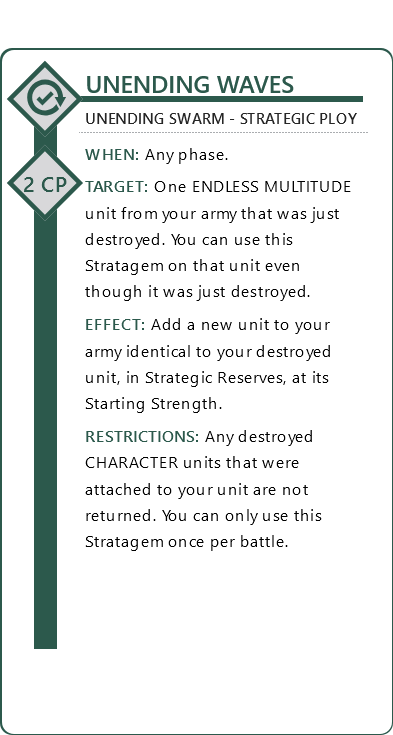 UNENDING WAVES
UNENDING SWARM - STRATEGIC PLOY
2 CP
WHEN: Any phase.
TARGET: One ENDLESS MULTITUDE
unit from your army that was just
destroyed. You can use this
Stratagem on that unit even
though it was just destroyed.
EFFECT: Add a new unit to your
army identical to your destroyed
unit, in Strategic Reserves, at its
Starting Strength.
RESTRICTIONS: Any destroyed
CHARACTER units that were
attached to your unit are not
returned. You can only use this
Stratagem once per battle.